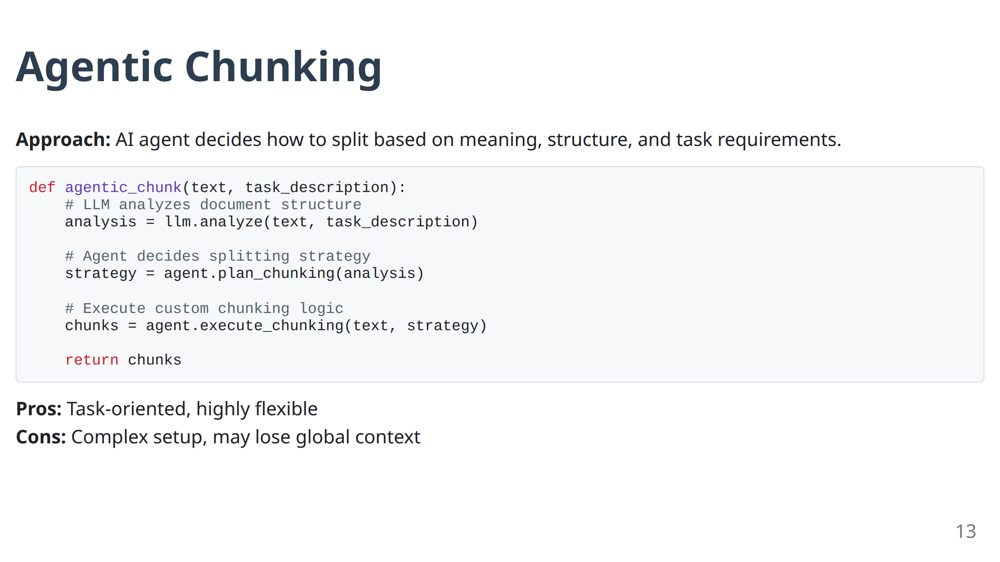 Agentic Chunking
Approach: AI agent decides how to split based on meaning, structure, and task requirements.
def agentic_chunk(text, task_description):
    # LLM analyzes document structure
    analysis = llm.analyze(text, task_description)
    # Agent decides splitting strategy
    strategy = agent.plan_chunking(analysis)
    # Execute custom chunking logic
    chunks = agent.execute_chunking(text, strategy)
    return chunks
Pros: Task-oriented, highly flexible
Cons: Complex setup, may lose global context
13